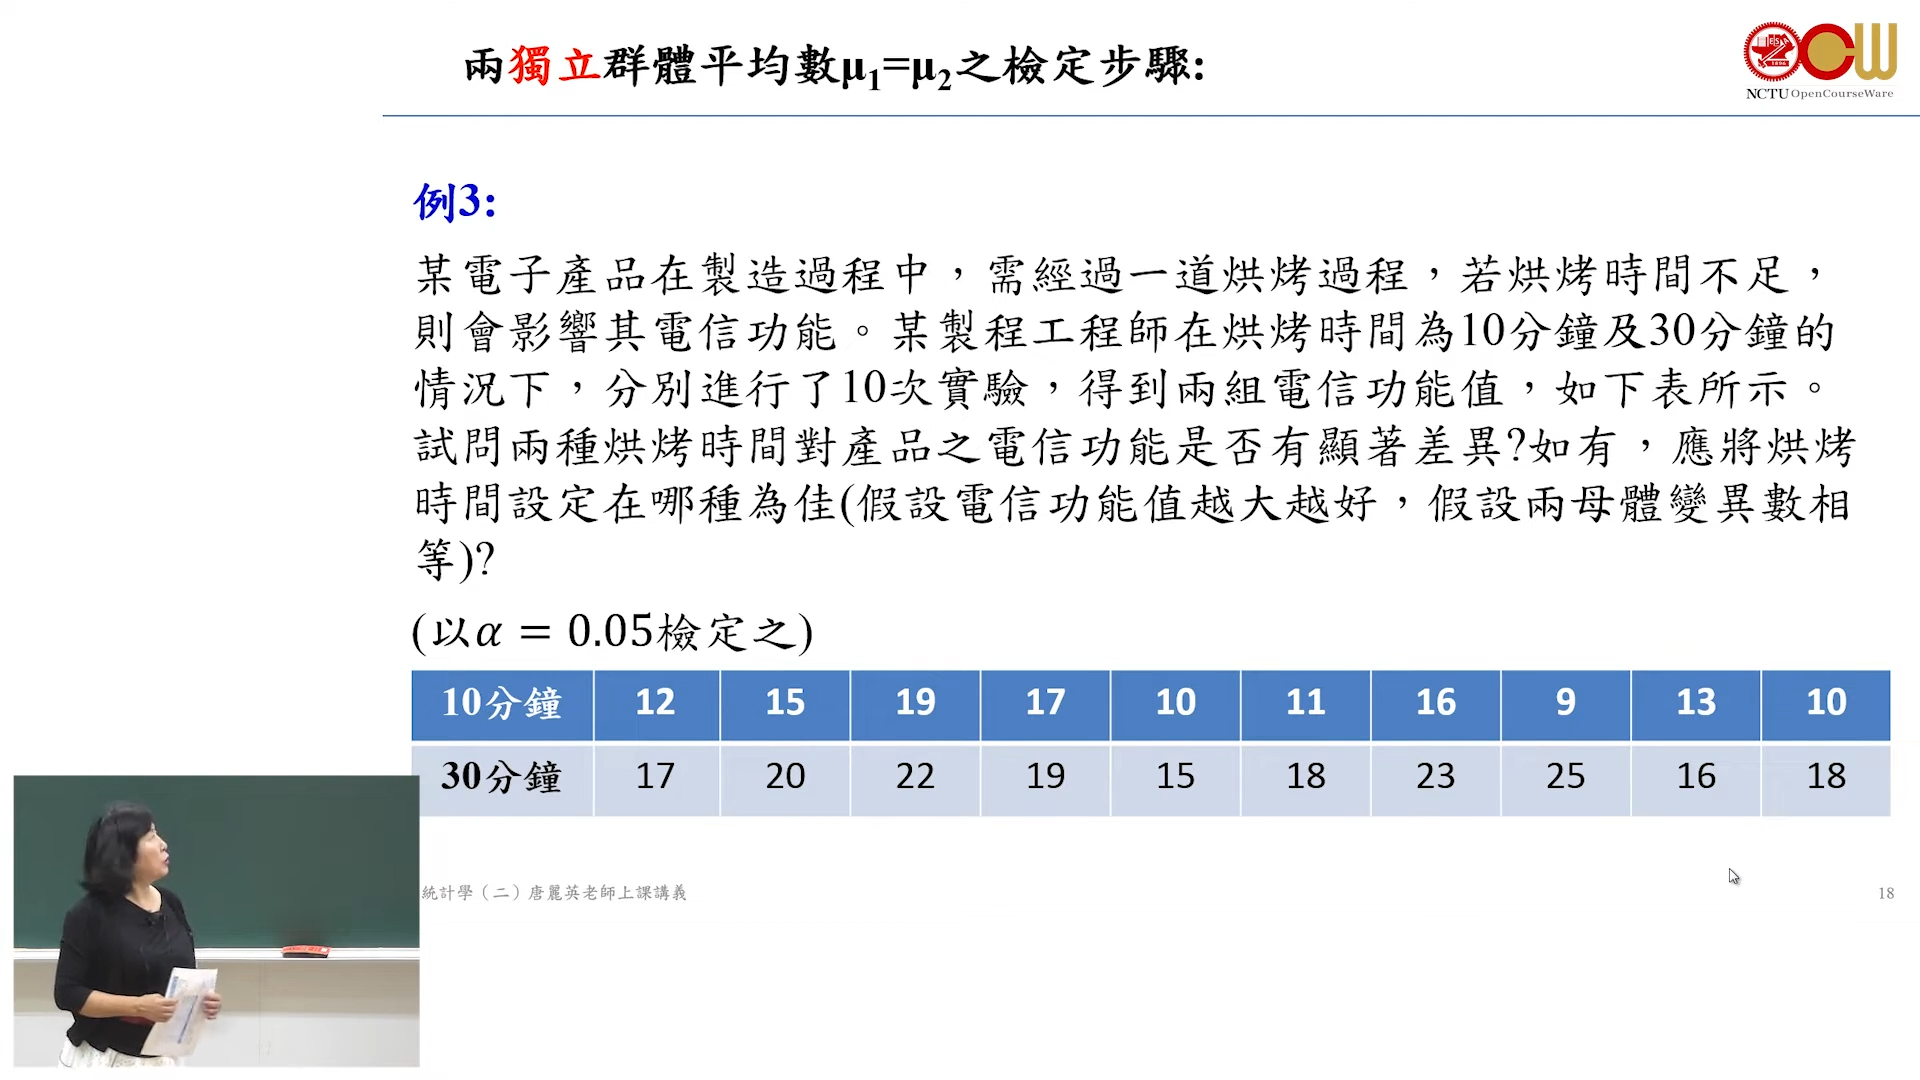 兩獨立群體平均數μ1=μ2之檢定步驟:
NCTU OpenCourseWare
例3:
某電子產品在製造過程中，需經過一道烘烤過程，若烘烤時間不足，
則會影響其電信功能。某製程工程師在烘烤時間為10分鐘及30分鐘的
情況下，分別進行了10次實驗，得到兩組電信功能值，如下表所示。
試問兩種烘烤時間對產品之電信功能是否有顯著差異?如有，應將烘烤
時間設定在哪種為佳(假設電信功能值越大越好，假設兩母體變異數相
等)?
(以α = 0.05檢定之)
10分鐘 12 15 19 17 10 11 16 9 13 10
30分鐘 17 20 22 19 15 18 23 25 16 18
統計學（二）唐麗英老師上課講義
18